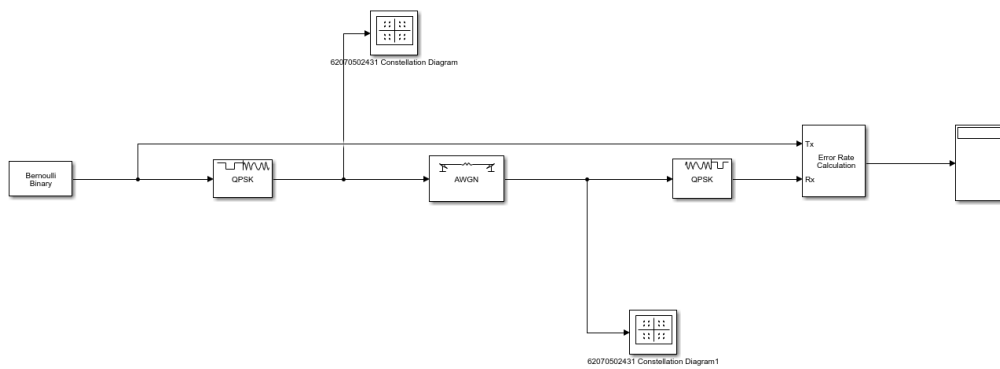 62070502431 Constellation Diagram
Tx
Error Rate
Calculation
Bernoulli
Binary
QPSK
AWGN
QPSK
Rx
62070502431 Constellation Diagram1